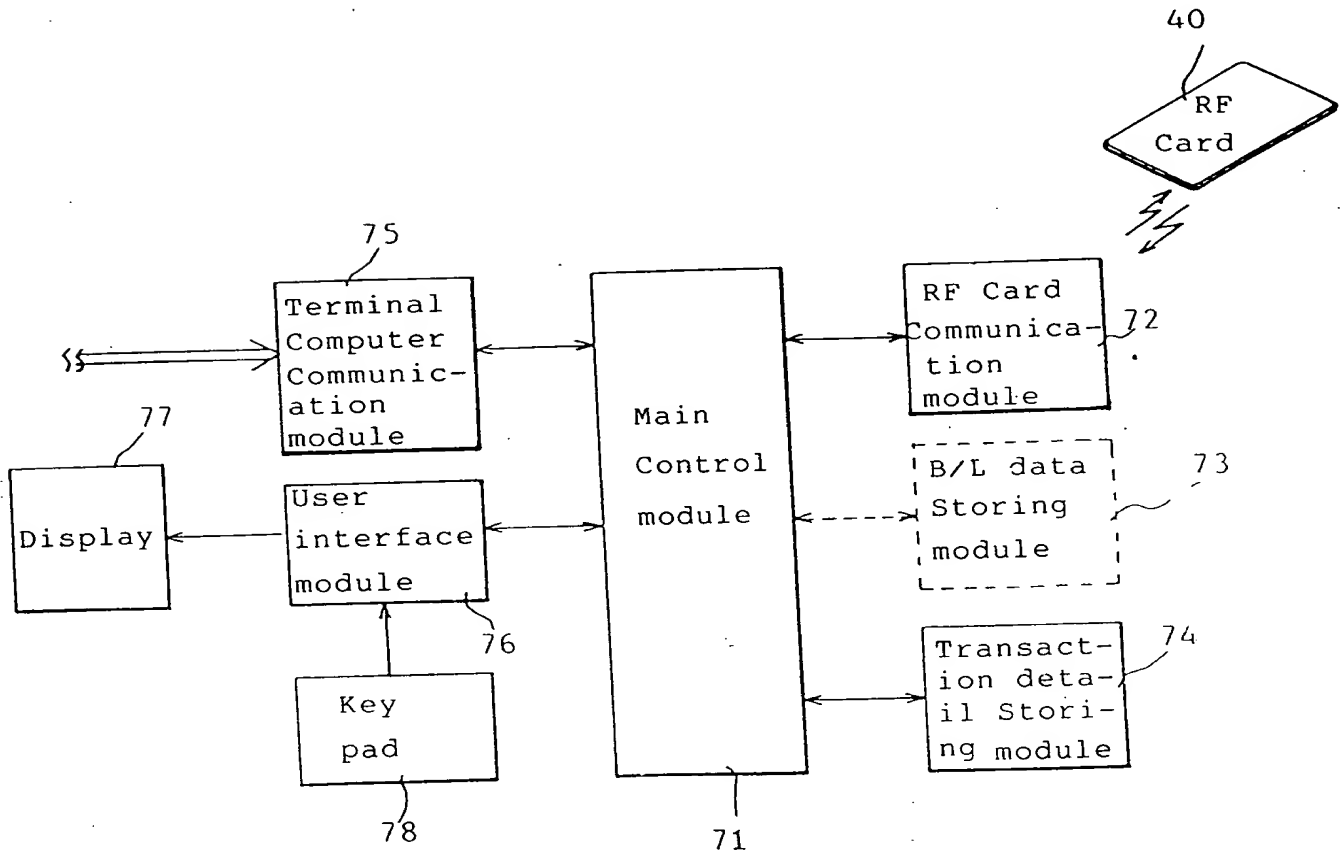 40
RF
Card
75
Terminal
Computer
Communic-
ation
module
RF Card
Communica-
tion
module
72
77
Display
User
interface
module
76
Main
Control
module
B/L data
Storing
module
73
Key
pad
78
71
Transact-
ion deta-
il Stori-
ng module
74